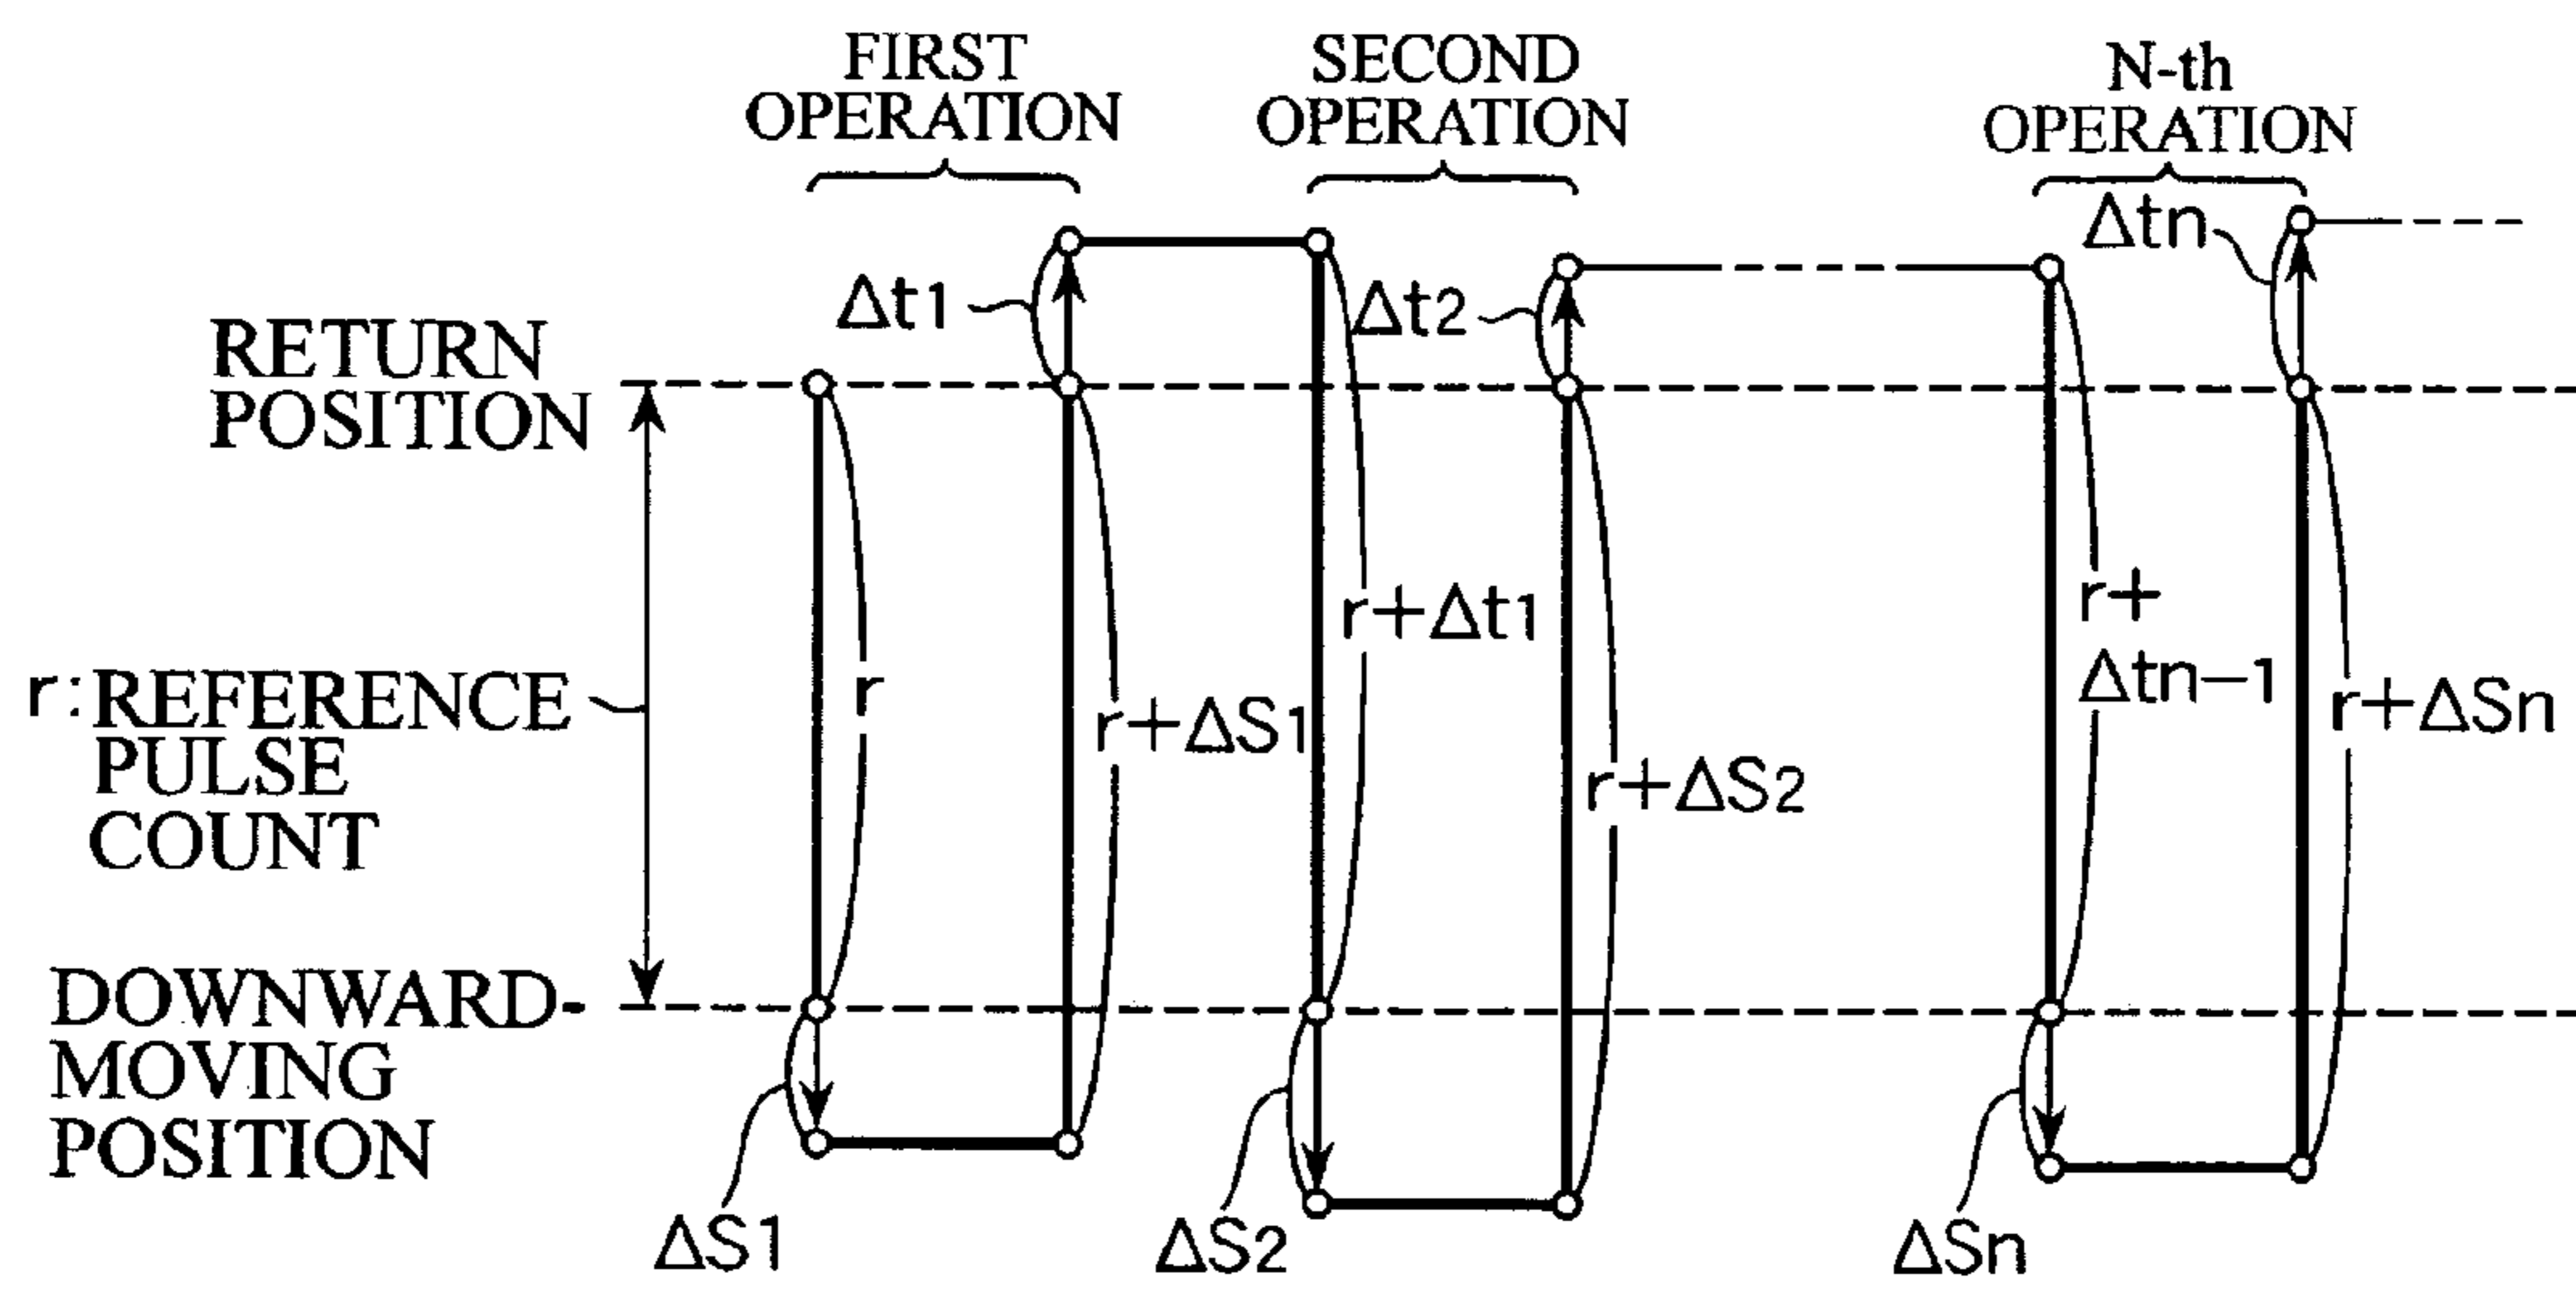 FIRST
OPERATION
SECOND
OPERATION
N-th
OPERATION
Δt1
Δt2
Δtn
RETURN
POSITION
r:REFERENCE
PULSE
COUNT
r
r+ΔS1
r+Δt1
r+ΔS2
r+
Δtn-1
r+ΔSn
DOWNWARD-
MOVING
POSITION
ΔS1
ΔS2
ΔSn